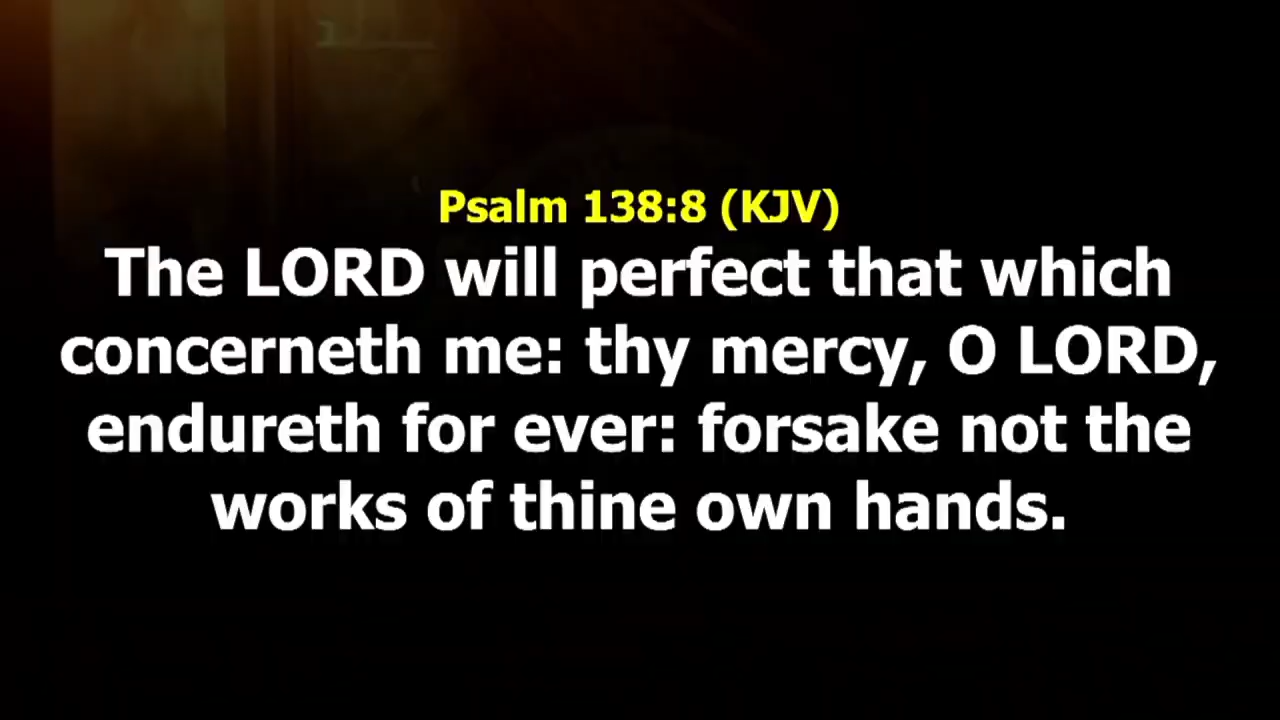 Psalm 138:8 (KJV)
The LORD will perfect that which
concerneth me: thy mercy, O LORD,
endureth for ever: forsake not the
works of thine own hands.